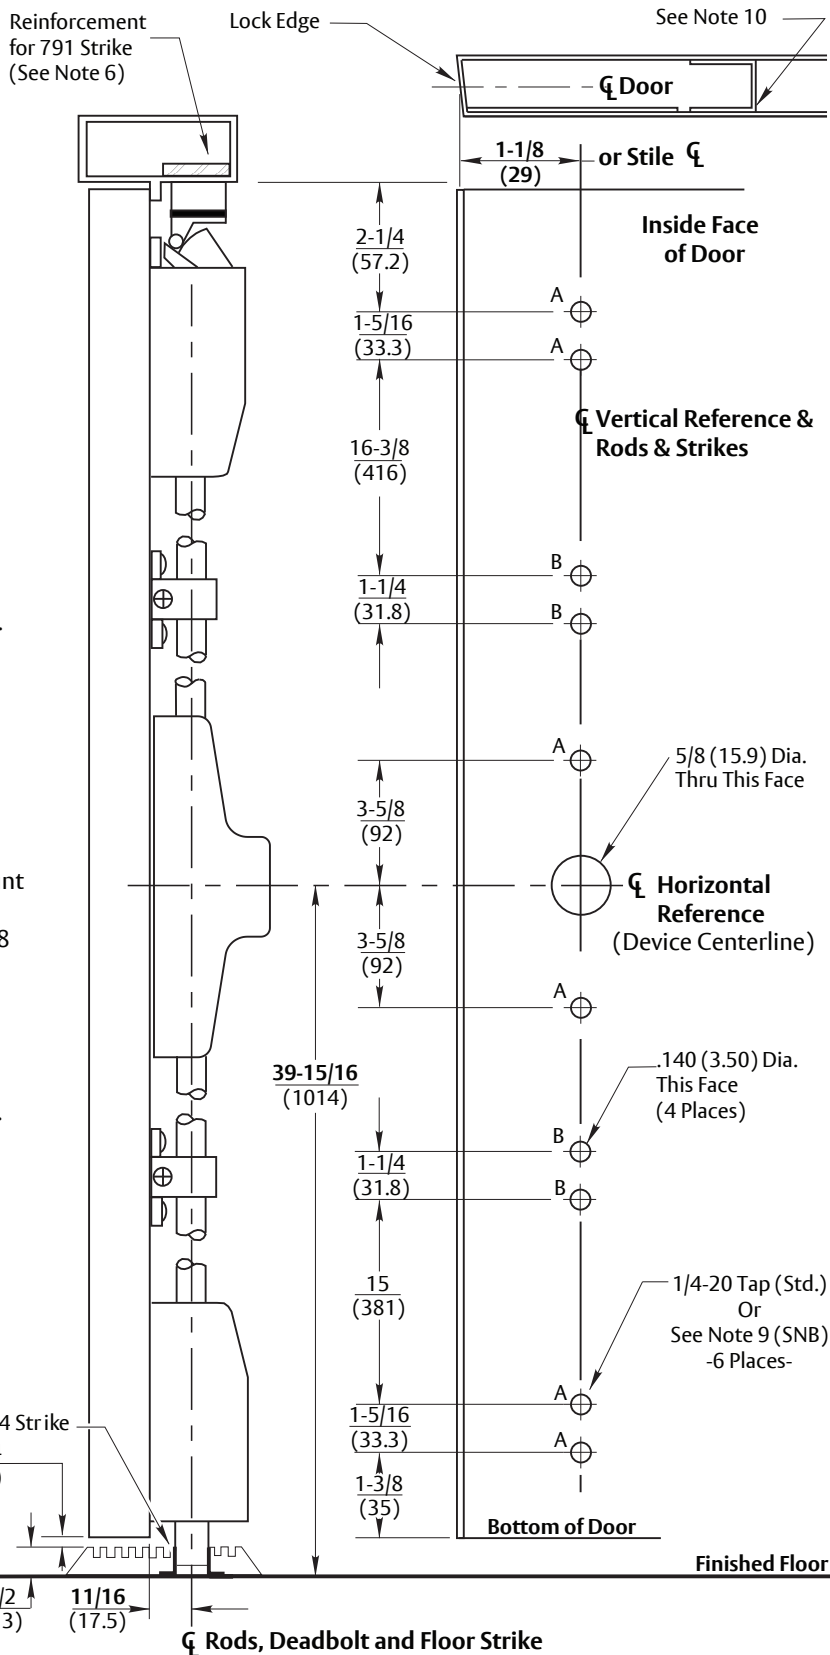 Reinforcement
for 791 Strike
(See Note 6)
Lock Edge
See Note 10
℄ Door
1-1/8
(29)
or Stile ℄
Inside Face
of Door
2-1/4
(57.2)
A
1-5/16
(33.3)
A
℄ Vertical Reference &
Rods & Strikes
16-3/8
(416)
B
1-1/4
(31.8)
B
A
5/8 (15.9) Dia.
Thru This Face
3-5/8
(92)
nt
8
℄ Horizontal
Reference
(Device Centerline)
3-5/8
(92)
A
39-15/16
(1014)
.140 (3.50) Dia.
This Face
(4 Places)
B
1-1/4
(31.8)
B
15
(381)
1/4-20 Tap (Std.)
Or
See Note 9 (SNB)
-6 Places-
A
1-5/16
(33.3)
A
4 Strike
)
1-3/8
(35)
Bottom of Door
Finished Floor
/2
3)
11/16
(17.5)
℄ Rods, Deadbolt and Floor Strike